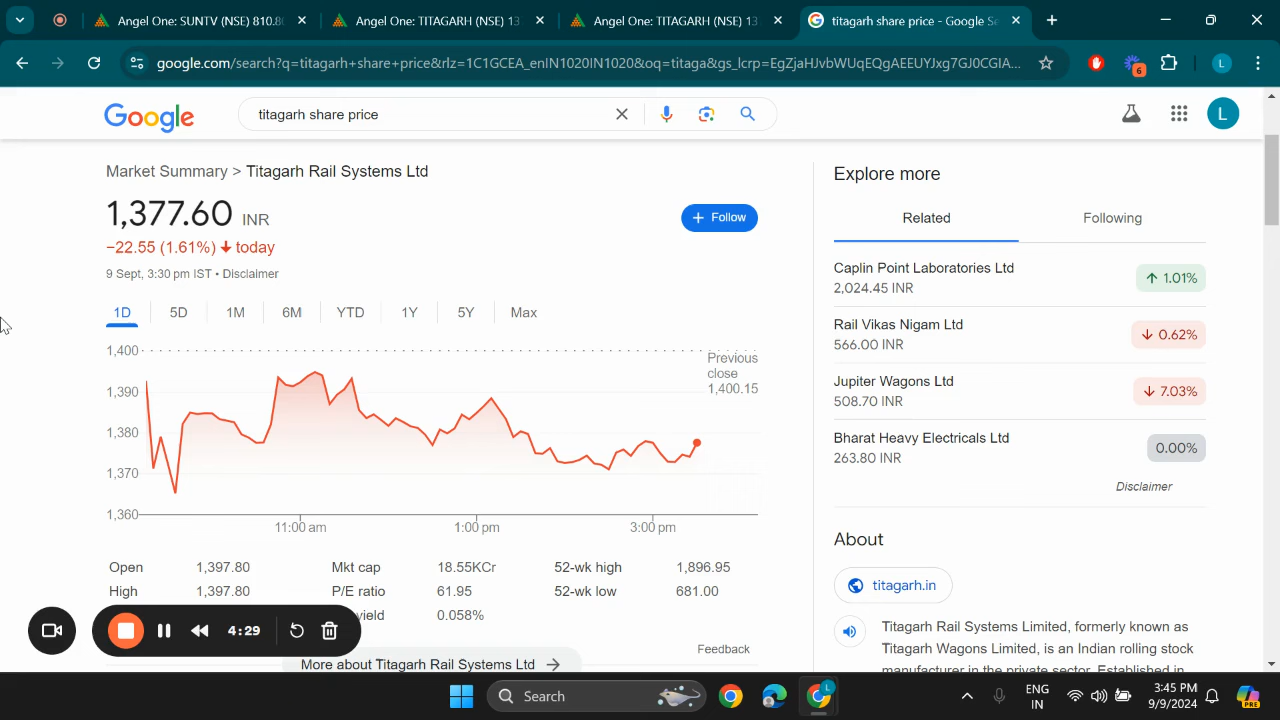 Angel One: SUNTV (NSE) 810.80
Angel One: TITAGARH (NSE) 13
Angel One: TITAGARH (NSE) 13
titagarh share price - Google Se
google.com/search?q=titagarh+share+price&rlz=1C1GCEA_enIN1020IN1020&oq=titaga&gs_lcrp=EgZjaHJvbWUqEQgAEEUYJxg7GJ0CGIA...
6
L
Google
titagarh share price
L
Market Summary > Titagarh Rail Systems Ltd
1,377.60 INR
+ Follow
−22.55 (1.61%) ↓ today
9 Sept, 3:30 pm IST • Disclaimer
1D 5D 1M 6M YTD 1Y 5Y Max
1,400
1,390
1,380
1,370
1,360
Previous
close
1,400.15
11:00 am 1:00 pm 3:00 pm
Open 1,397.80 Mkt cap 18.55KCr 52-wk high 1,896.95
High 1,397.80 P/E ratio 61.95 52-wk low 681.00
yield 0.058%
Feedback
More about Titagarh Rail Systems Ltd →
4:29
Explore more
Related Following
Caplin Point Laboratories Ltd
2,024.45 INR
↑ 1.01%
Rail Vikas Nigam Ltd
566.00 INR
↓ 0.62%
Jupiter Wagons Ltd
508.70 INR
↓ 7.03%
Bharat Heavy Electricals Ltd
263.80 INR
0.00%
Disclaimer
About
titagarh.in
Titagarh Rail Systems Limited, formerly known as
Titagarh Wagons Limited, is an Indian rolling stock
manufacturer in the private sector. Established in
Search
L
ENG
IN
3:45 PM
9/9/2024
PRE